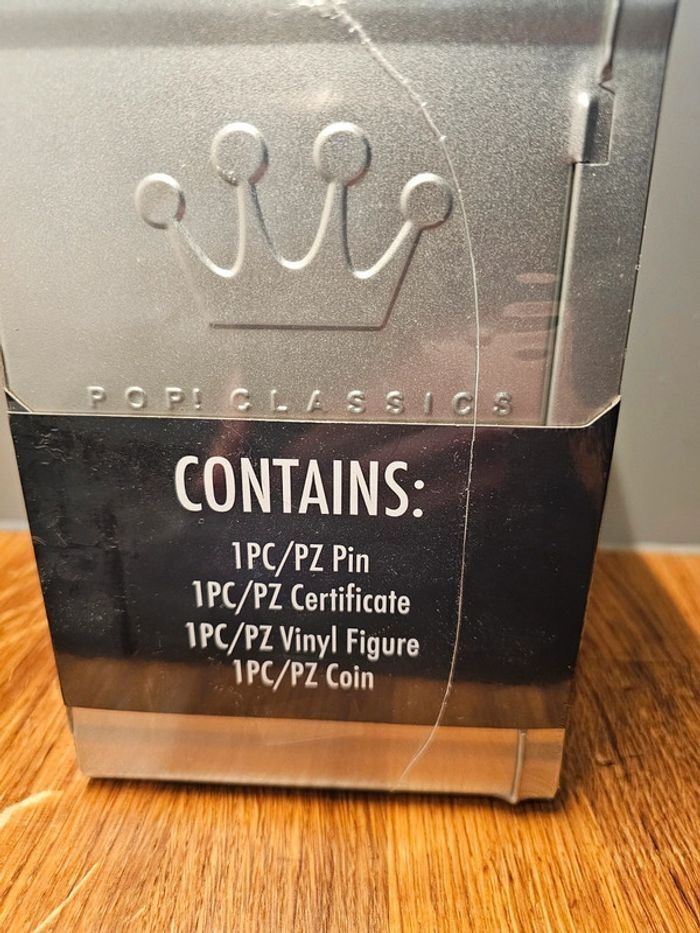 POP! CLASSICS
CONTAINS:
1PC/PZ Pin
1PC/PZ Certificate
1PC/PZ Vinyl Figure
1PC/PZ Coin